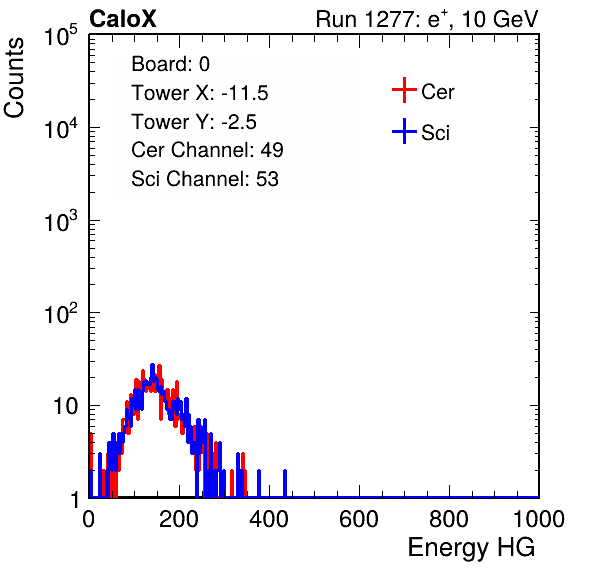 CaloX Run 1277: e⁺, 10 GeV
Counts
Board: 0
Tower X: -11.5
Tower Y: -2.5
Cer Channel: 49
Sci Channel: 53
Cer
Sci
10⁵
10⁴
10³
10²
10
1
0 200 400 600 800 1000
Energy HG